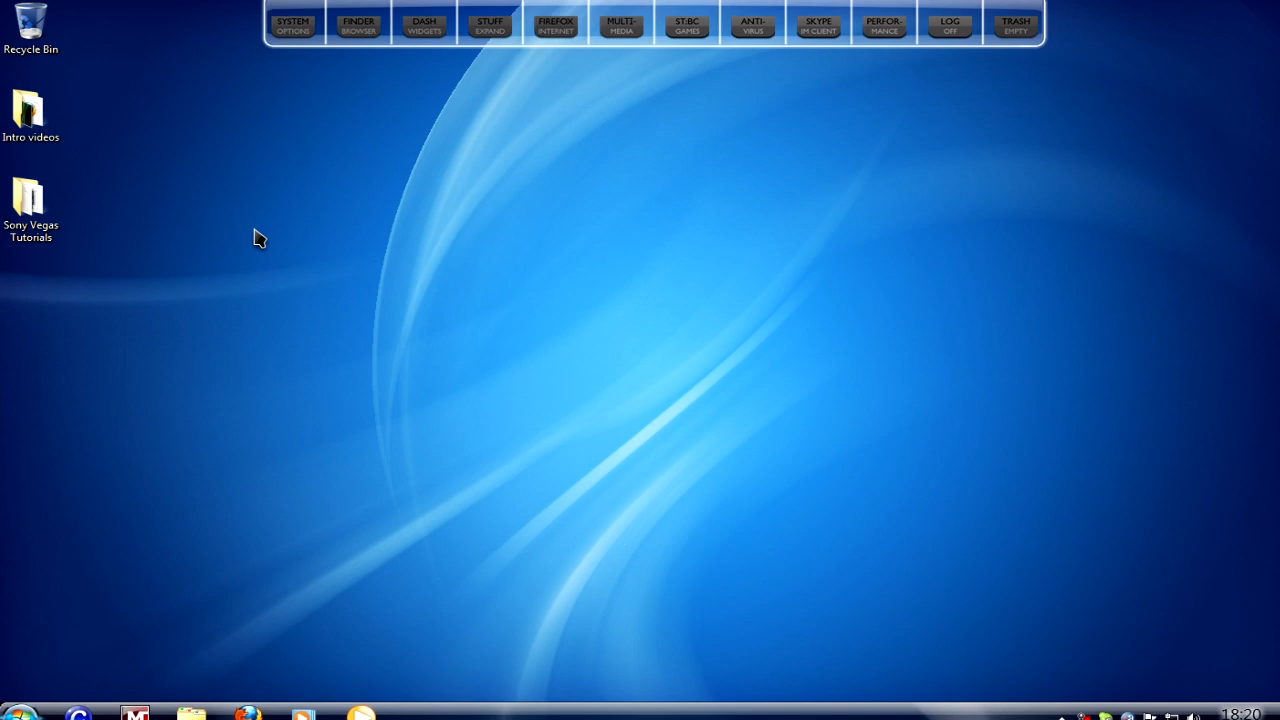 SYSTEM
OPTIONS
FINDER
BROWSER
DASH
WIDGETS
STUFF
EXPAND
FIREFOX
INTERNET
MULTI-
MEDIA
ST:BC
GAMES
ANTI-
VIRUS
SKYPE
IM CLIENT
PERFOR-
MANCE
LOG
OFF
TRASH
EMPTY
Recycle Bin
Intro videos
Sony Vegas
Tutorials
18:20